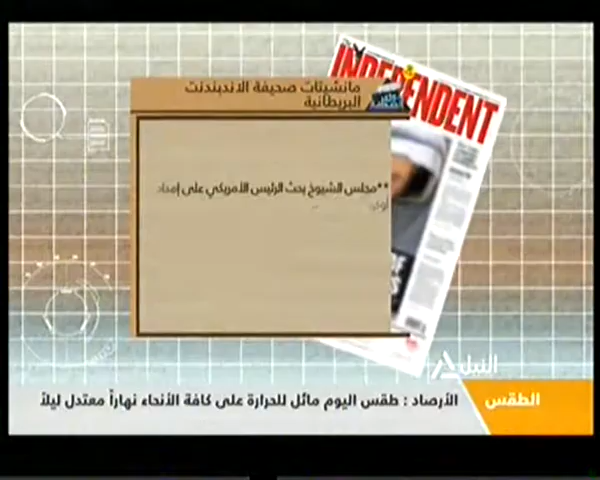 INDEPENDENT
مانشيتات صحيفة الاندبندنت
البريطانية
**مجلس الشيوخ يحث الرئيس الأمريكي على إمداد
النيل
الطقس
الأرصاد : طقس اليوم مائل للحرارة على كافة الأنحاء نهاراً معتدل ليلاً